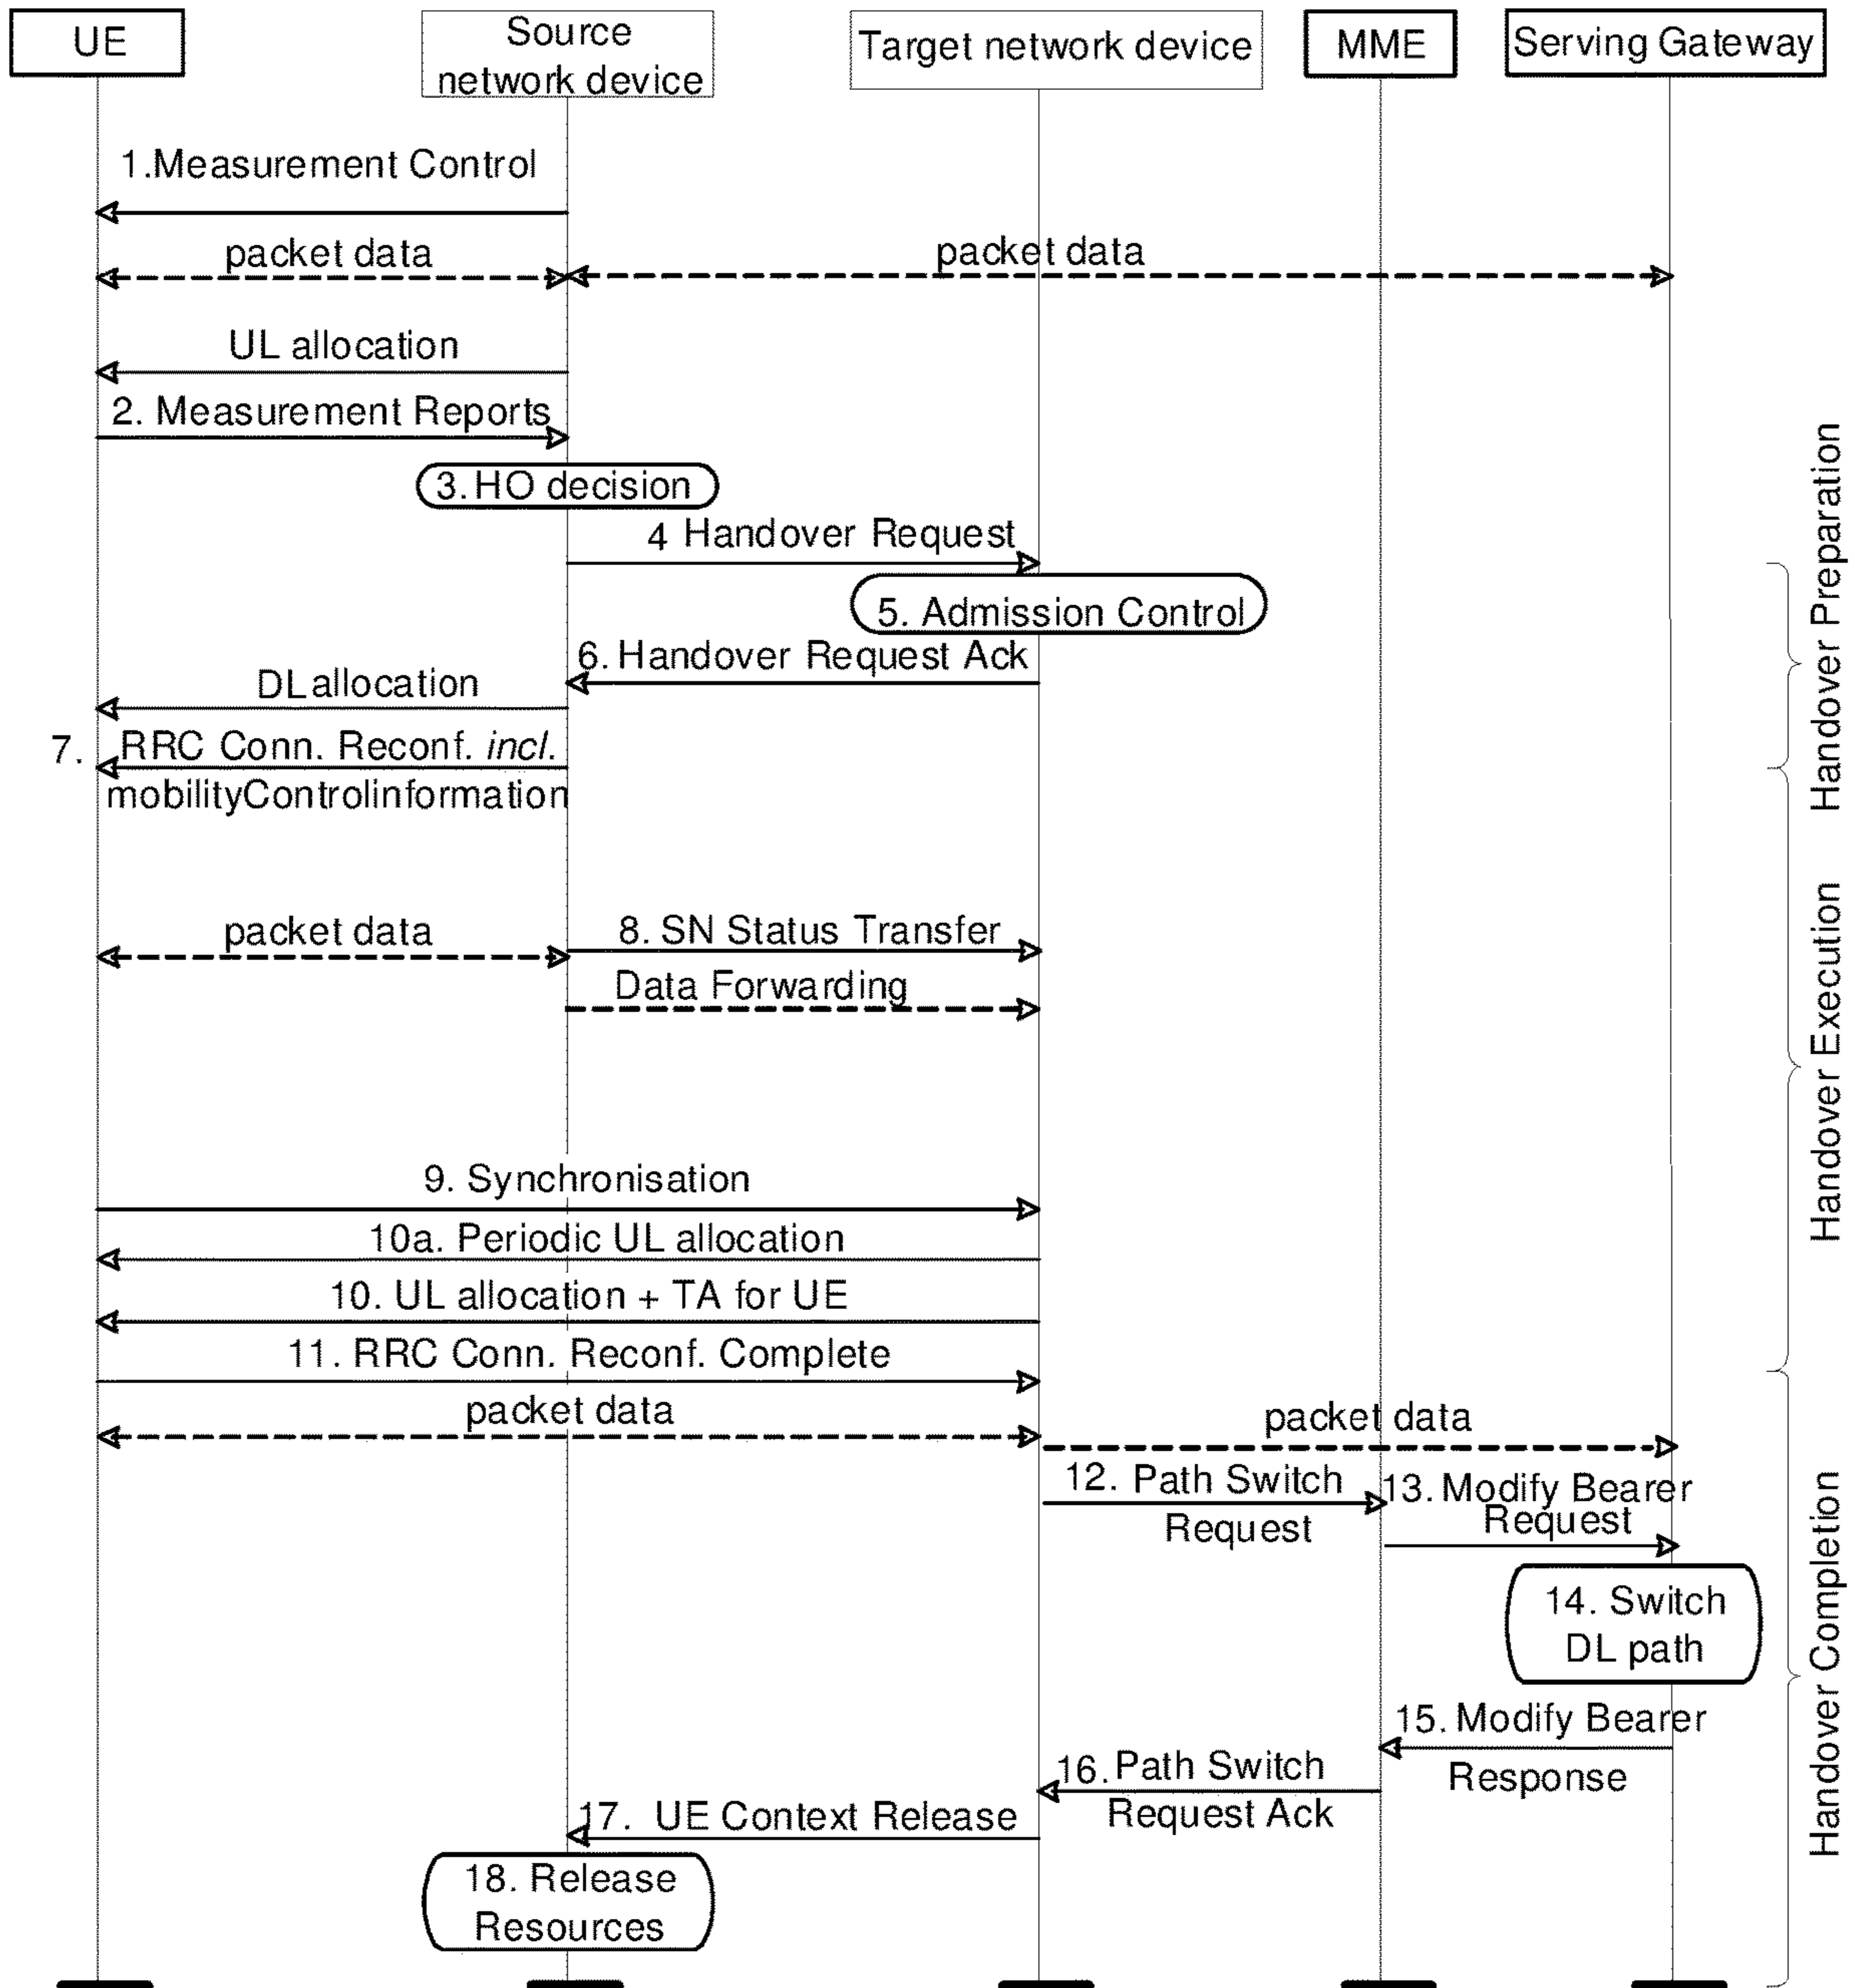 UE
Source
network device
Target network device
MME
Serving Gateway
1.Measurement Control
packet data
packet data
UL allocation
2. Measurement Reports
3. HO decision
4 Handover Request
5. Admission Control
6. Handover Request Ack
DL allocation
7. RRC Conn. Reconf. incl.
mobilityControlinformation
Handover Preparation
packet data
8. SN Status Transfer
Data Forwarding
9. Synchronisation
10a. Periodic UL allocation
10. UL allocation + TA for UE
11. RRC Conn. Reconf. Complete
Handover Execution
packet data
packet data
12. Path Switch
Request
13. Modify Bearer
Request
14. Switch
DL path
15. Modify Bearer
Response
16. Path Switch
Request Ack
17. UE Context Release
18. Release
Resources
Handover Completion